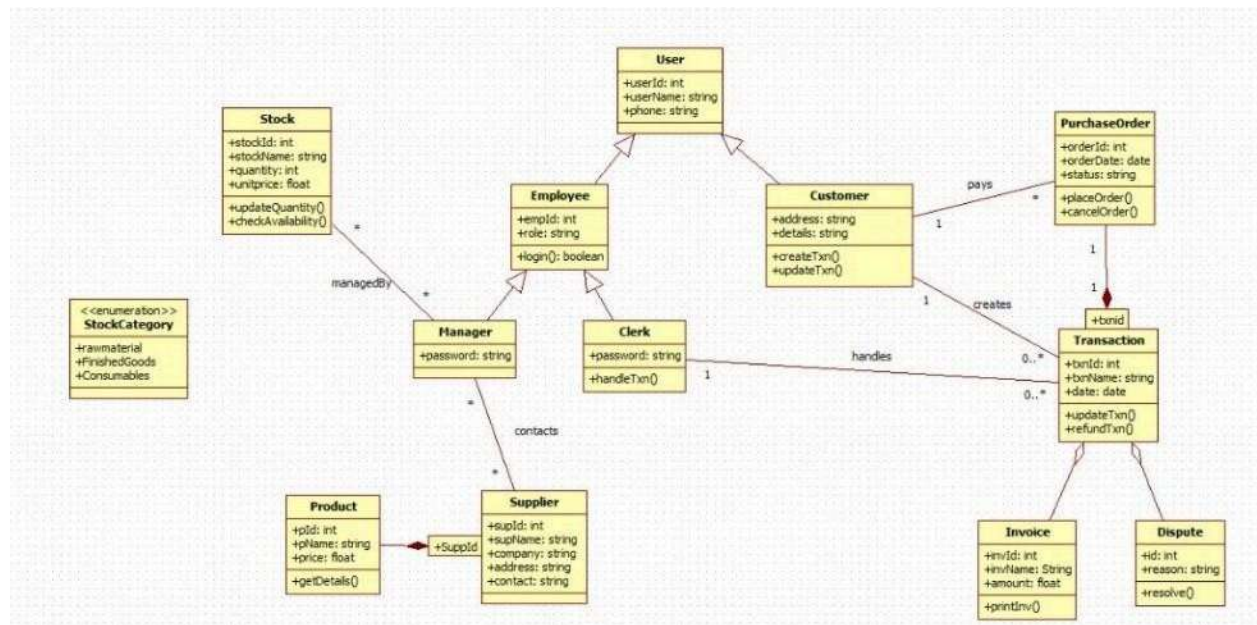 User
+userId: int
+userName: string
+phone: string
Stock
+stockId: int
+stockName: string
+quantity: int
+unitprice: float
+updateQuantity()
+checkAvailability()
PurchaseOrder
+orderId: int
+orderDate: date
+status: string
+placeOrder()
+cancelOrder()
Employee
+empId: int
+role: string
+login(): boolean
Customer
+address: string
+details: string
+createTxn()
+updateTxn()
pays
*
1
*
managedBy
*
1
1
1
creates
0..*
<<enumeration>>
StockCategory
+rawmaterial
+FinishedGoods
+Consumables
Manager
+password: string
Clerk
+password: string
+handleTxn()
handles
1
0..*
+txnid
Transaction
+txnId: int
+txnName: string
+date: date
+updateTxn()
+refundTxn()
*
contacts
*
Product
+pId: int
+pName: string
+price: float
+getDetails()
+SuppId
Supplier
+supId: int
+supName: string
+company: string
+address: string
+contact: string
Invoice
+invId: int
+invName: String
+amount: float
+printInv()
Dispute
+id: int
+reason: string
+resolve()